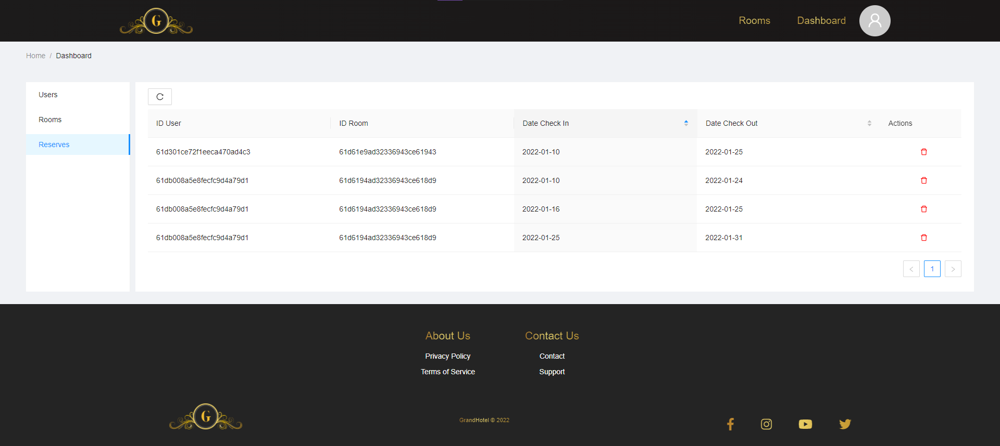 G
Rooms Dashboard
Home / Dashboard
Users
Rooms
Reserves
ID User ID Room Date Check In Date Check Out Actions
61d301ce72f1eeca470ad4c3 61d61e9ad32336943ce61943 2022-01-10 2022-01-25
61db008a5e8fecfc9d4a79d1 61d6194ad32336943ce618d9 2022-01-10 2022-01-24
61db008a5e8fecfc9d4a79d1 61d6194ad32336943ce618d9 2022-01-16 2022-01-25
61db008a5e8fecfc9d4a79d1 61d6194ad32336943ce618d9 2022-01-25 2022-01-31
< 1 >
About Us Contact Us
Privacy Policy Contact
Terms of Service Support
G
GrandHotel © 2022